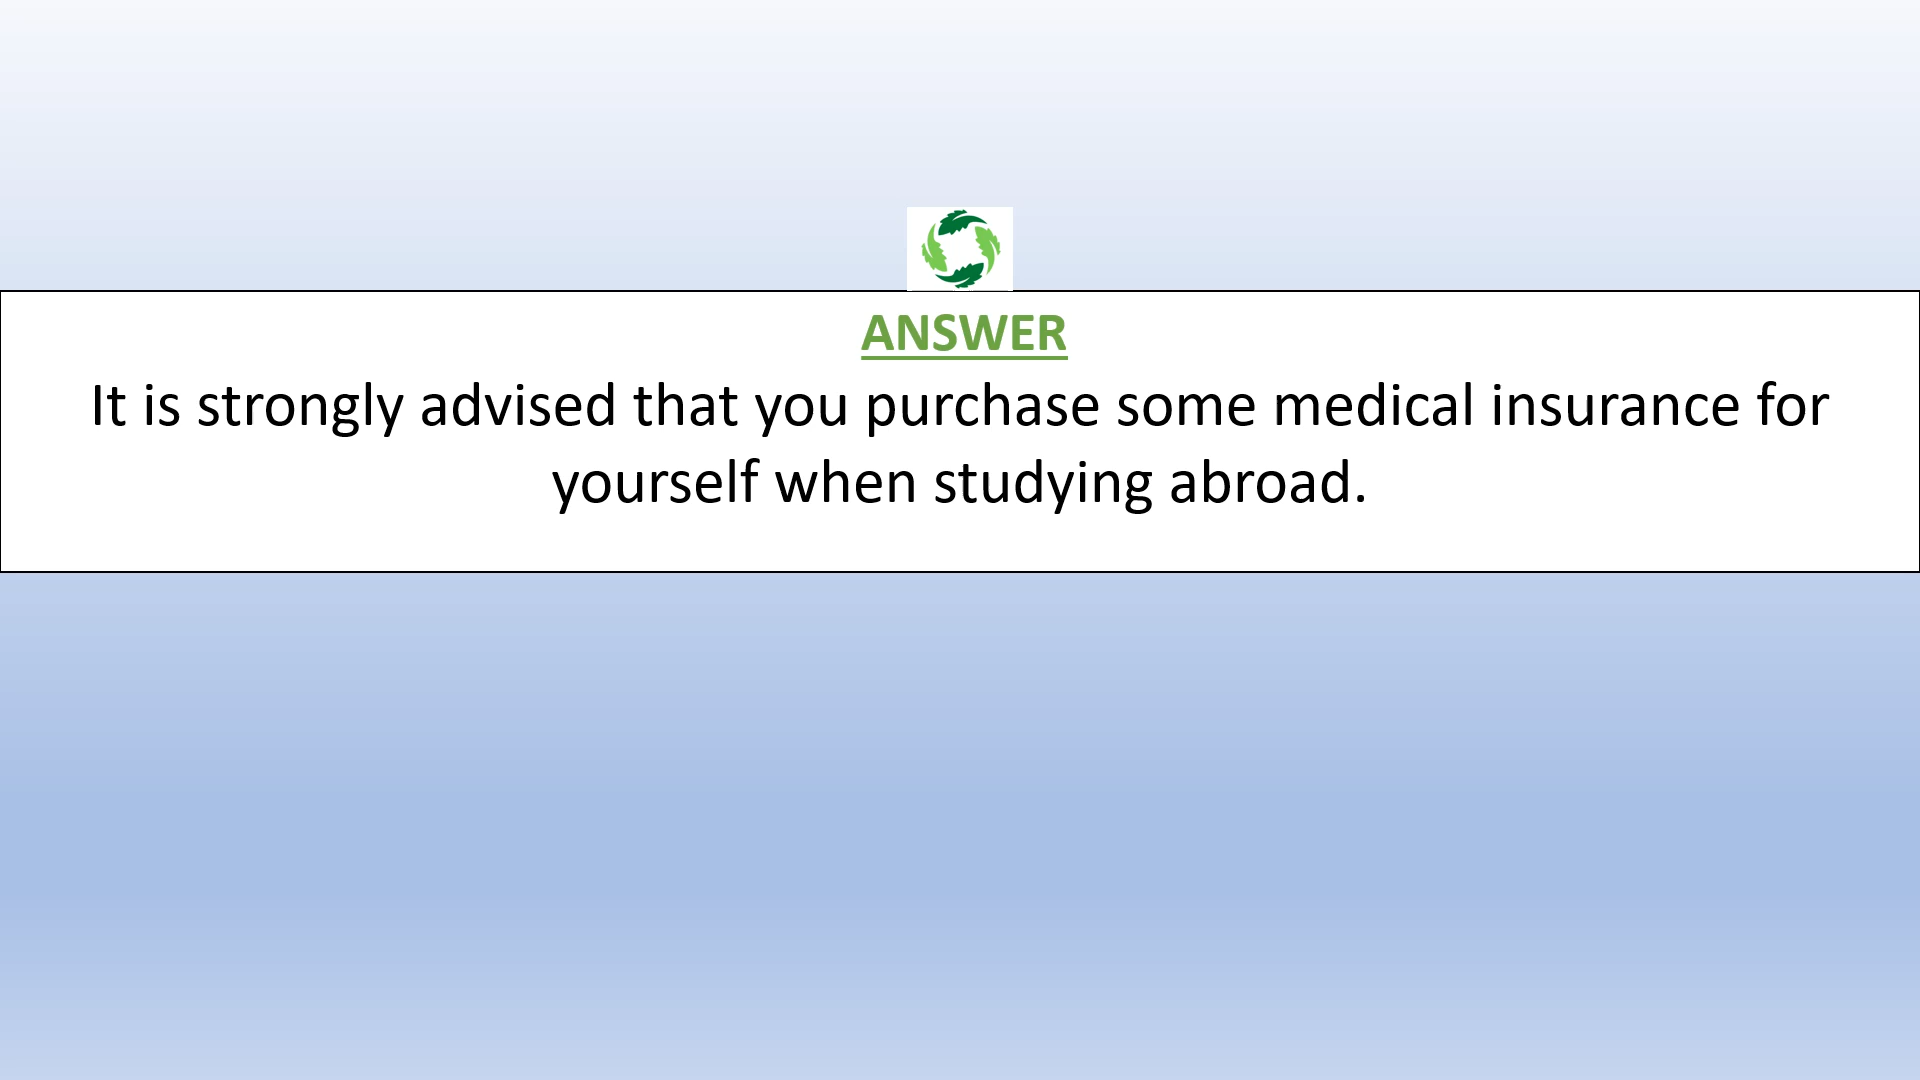 ANSWER
It is strongly advised that you purchase some medical insurance for
yourself when studying abroad.